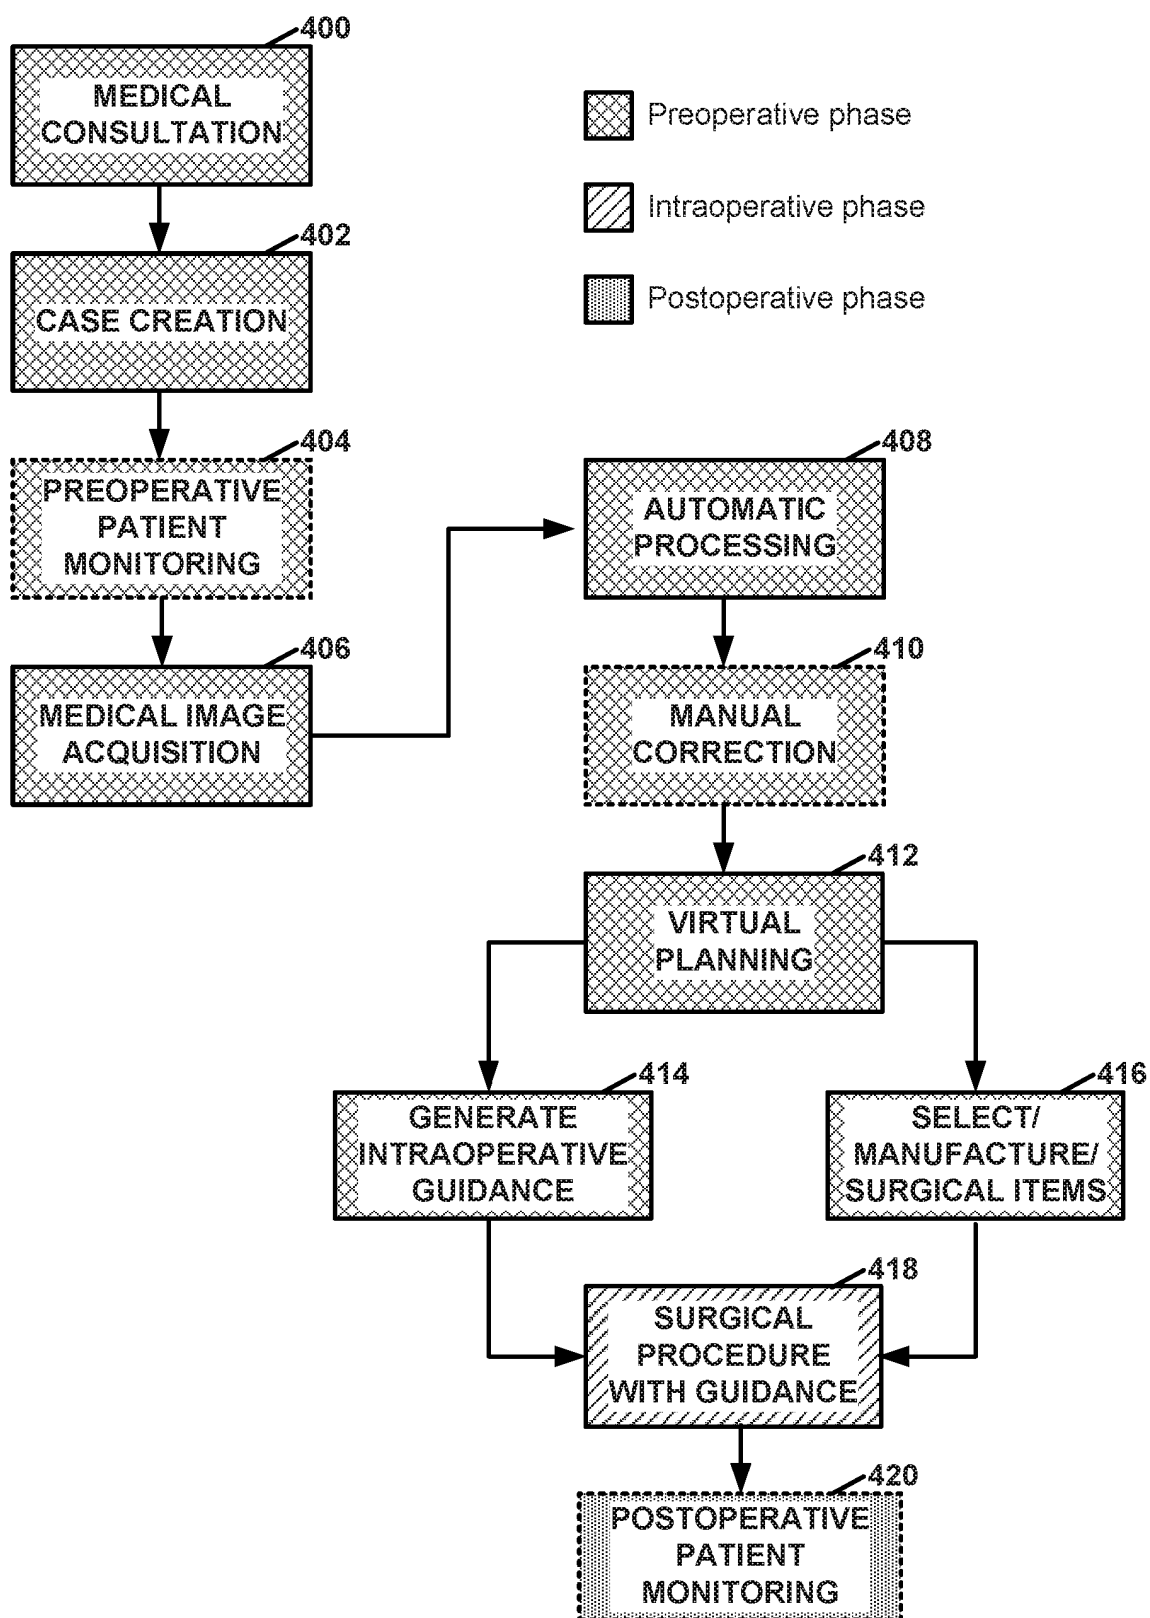 400
MEDICAL
CONSULTATION
Preoperative phase
Intraoperative phase
Postoperative phase
402
CASE CREATION
404
PREOPERATIVE
PATIENT
MONITORING
406
MEDICAL IMAGE
ACQUISITION
408
AUTOMATIC
PROCESSING
410
MANUAL
CORRECTION
412
VIRTUAL
PLANNING
414
GENERATE
INTRAOPERATIVE
GUIDANCE
416
SELECT/
MANUFACTURE/
SURGICAL ITEMS
418
SURGICAL
PROCEDURE
WITH GUIDANCE
420
POSTOPERATIVE
PATIENT
MONITORING